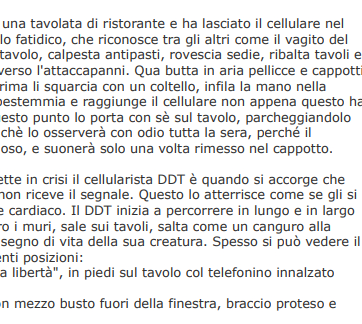 una tavolata di ristorante e ha lasciato il cellulare nel
lo fatidico, che riconosce tra gli altri come il vagito del
tavolo, calpesta antipasti, rovescia sedie, ribalta tavoli e
verso l'attaccapanni. Qua butta in aria pellicce e cappotti
rima li squarcia con un coltello, infila la mano nella
bestemmia e raggiunge il cellulare non appena questo ha
esto punto lo porta con sè sul tavolo, parcheggiandolo
chè lo osserverà con odio tutta la sera, perché il
oso, e suonerà solo una volta rimesso nel cappotto.
ette in crisi il cellularista DDT è quando si accorge che
non riceve il segnale. Questo lo atterrisce come se gli si
e cardiaco. Il DDT inizia a percorrere in lungo e in largo
ro i muri, sale sui tavoli, salta come un canguro alla
segno di vita della sua creatura. Spesso si può vedere il
enti posizioni:
a libertà", in piedi sul tavolo col telefonino innalzato
on mezzo busto fuori della finestra, braccio proteso e